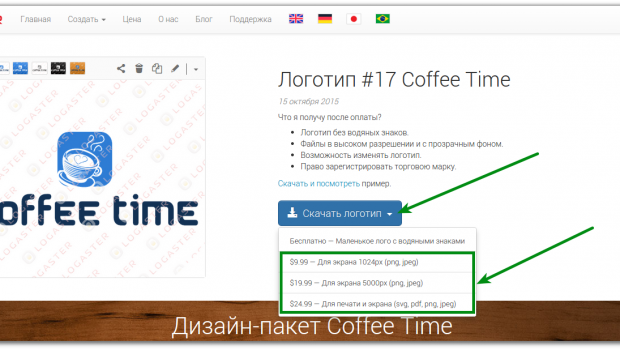 Главная Создать Цена О нас Блог Поддержка
Логотип #17 Coffee Time
15 октября 2015
Что я получу после оплаты?
Логотип без водяных знаков.
Файлы в высоком разрешении и с прозрачным фоном.
Возможность изменять логотип.
Право зарегистрировать торговую марку.
Скачать и посмотреть пример.
offee time
Скачать логотип
Бесплатно — Маленькое лого с водяными знаками
$9.99 — Для экрана 1024px (png, jpeg)
$19.99 — Для экрана 5000px (png, jpeg)
$24.99 — Для печати и экрана (svg, pdf, png, jpeg)
Дизайн-пакет Coffee Time
LOGASTER